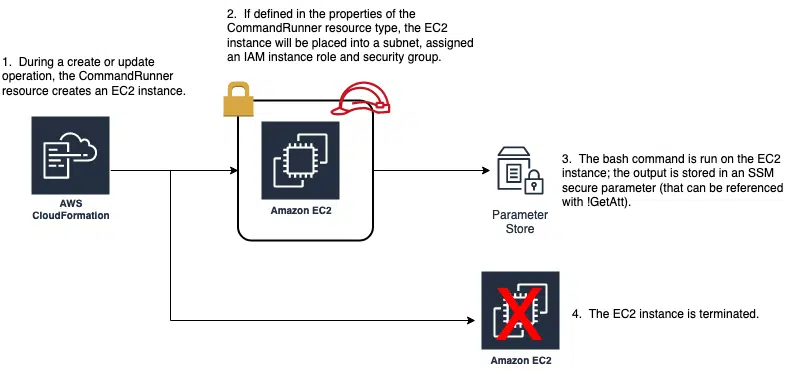 1.  During a create or update
operation, the CommandRunner
resource creates an EC2 instance.
2.  If defined in the properties of the
CommandRunner resource type, the EC2
instance will be placed into a subnet, assigned
an IAM instance role and security group.
AWS
CloudFormation
Amazon EC2
Parameter
Store
3.  The bash command is run on the EC2
instance; the output is stored in an SSM
secure parameter (that can be referenced
with !GetAtt).
Amazon EC2
4.  The EC2 instance is terminated.